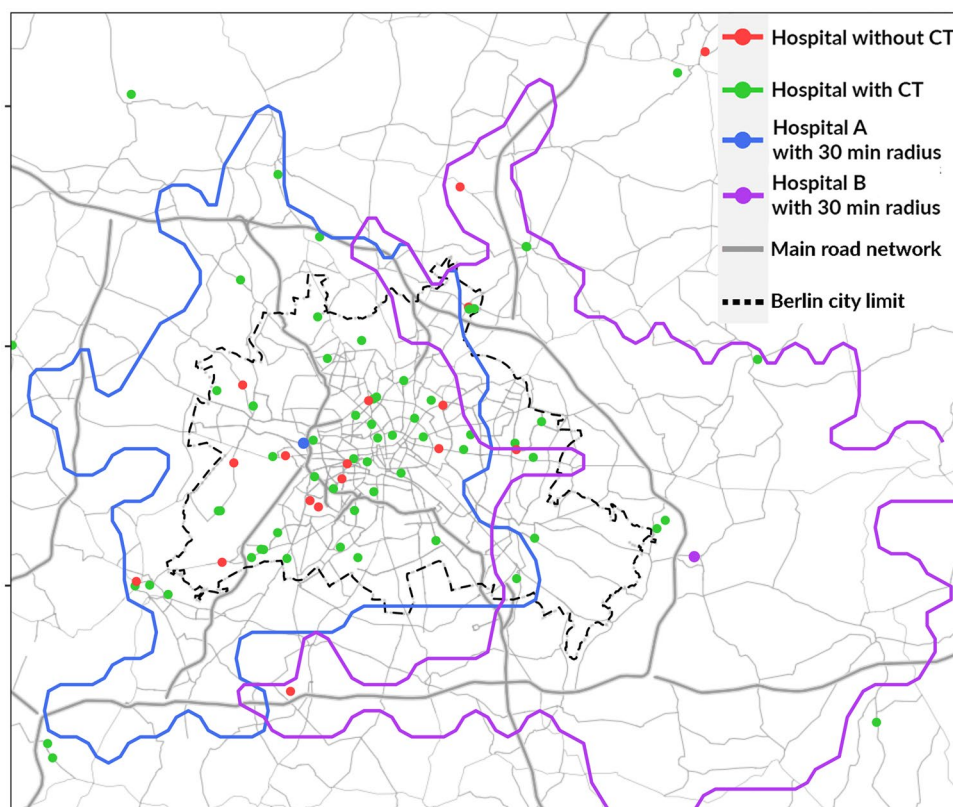 Hospital without CT
Hospital with CT
Hospital A
with 30 min radius
Hospital B
with 30 min radius
Main road network
Berlin city limit